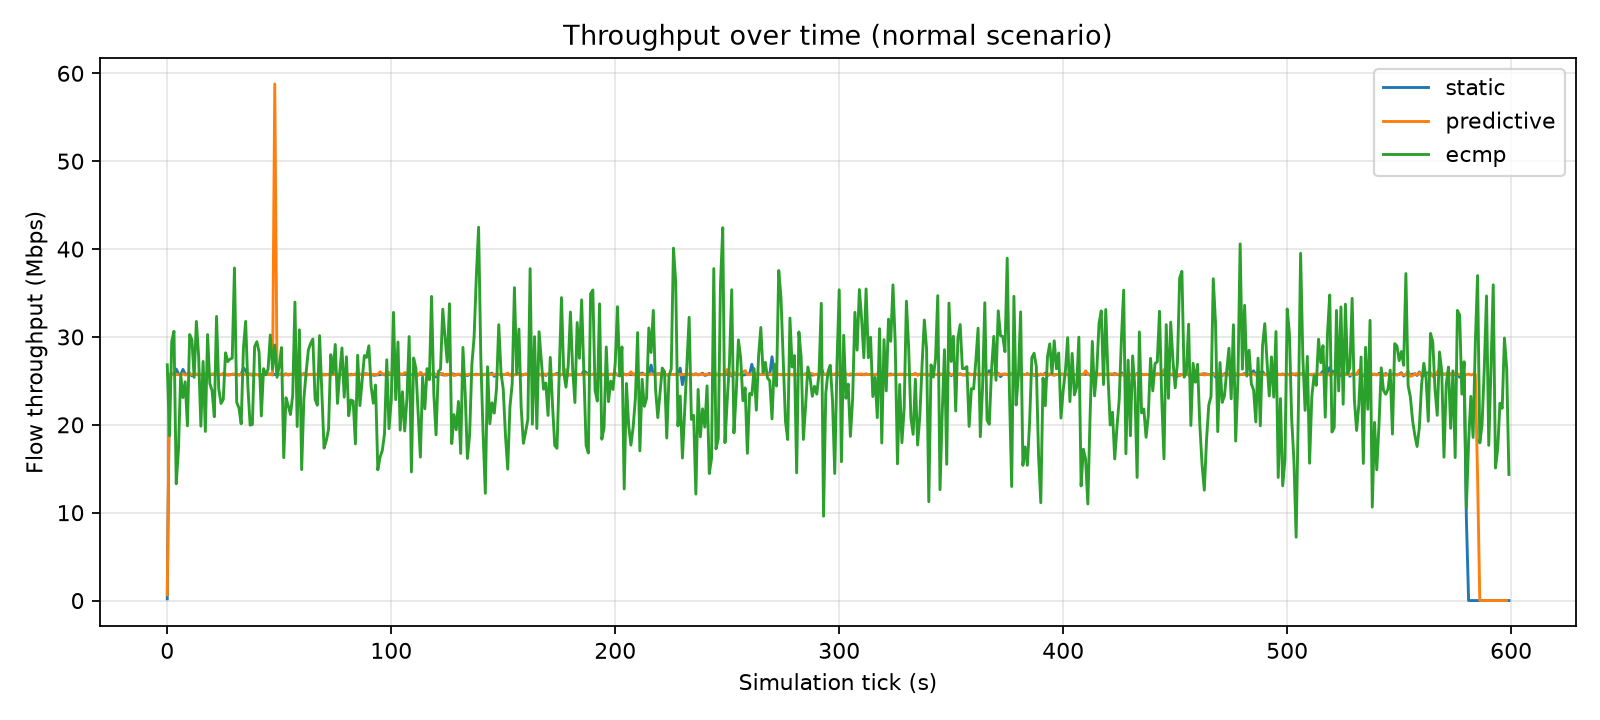 Throughput over time (normal scenario)
60
50
40
30
20
10
0
Flow throughput (Mbps)
static
predictive
ecmp
0 100 200 300 400 500 600
Simulation tick (s)